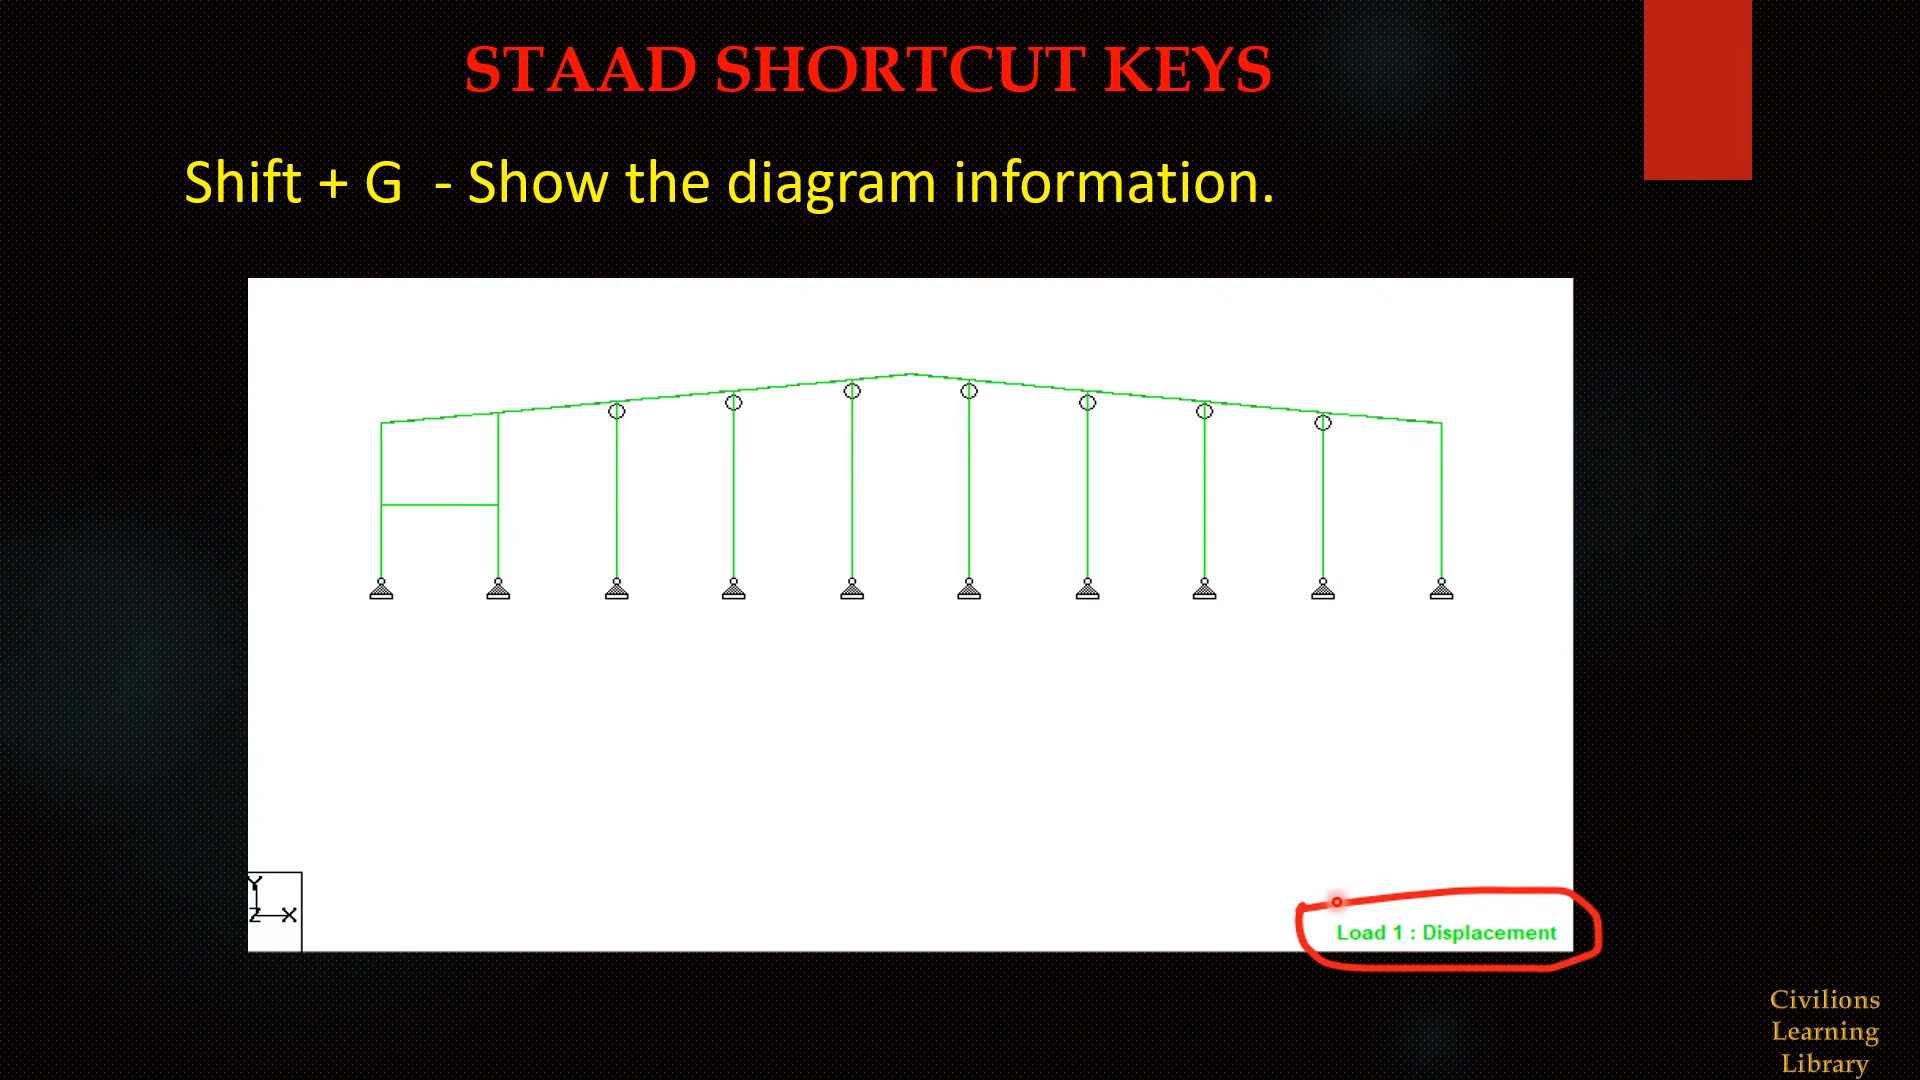 STAAD SHORTCUT KEYS
Shift + G - Show the diagram information.
Y
Z X
Load 1 : Displacement
Civilions
Learning
Library